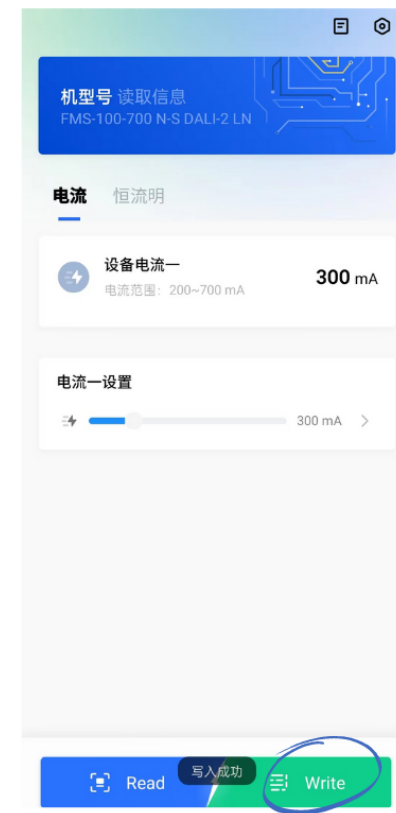 机型号 读取信息
FMS-100-700 N-S DALI-2 LN
电流 恒流明
设备电流一
电流范围：200~700 mA
300 mA
电流一设置
300 mA
Read
写入成功
Write